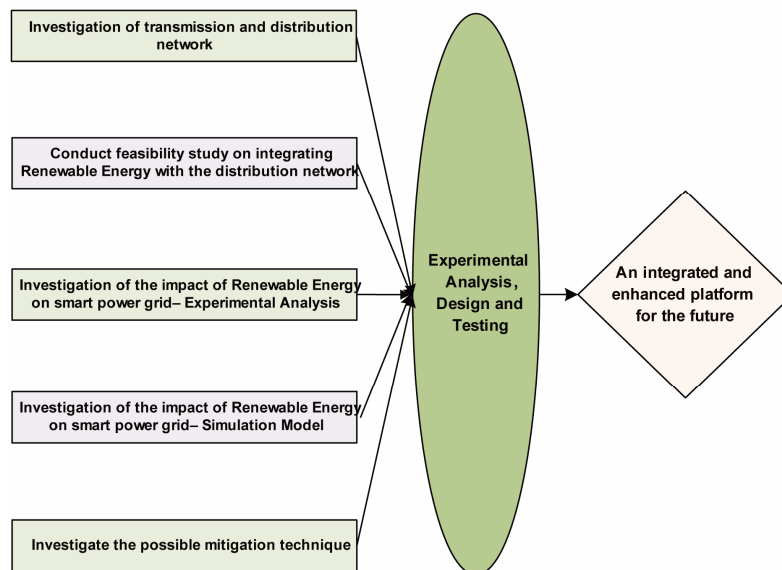 Investigation of transmission and distribution
network
Conduct feasibility study on integrating
Renewable Energy with the distribution network
Investigation of the impact of Renewable Energy
on smart power grid– Experimental Analysis
Investigation of the impact of Renewable Energy
on smart power grid– Simulation Model
Investigate the possible mitigation technique
Experimental
Analysis,
Design and
Testing
An integrated and
enhanced platform
for the future